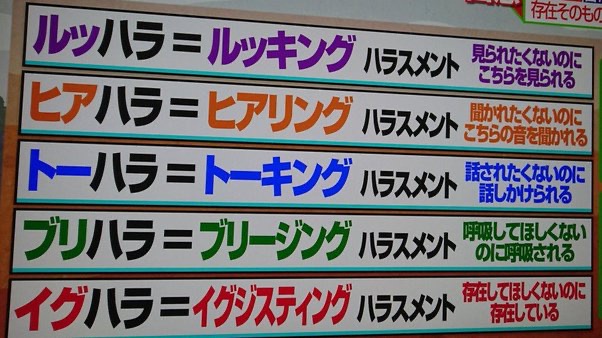 存在そのもの
ルッハラ=ルッキング ハラスメント 見られたくないのに
こちらを見られる
ヒアハラ=ヒアリング ハラスメント 聞かれたくないのに
こちらの音を聞かれる
トーハラ=トーキング ハラスメント 話されたくないのに
話しかけられる
ブリハラ=ブリージング ハラスメント 呼吸してほしくない
のに呼吸される
イグハラ=イグジスティング ハラスメント 存在してほしくないのに
存在している